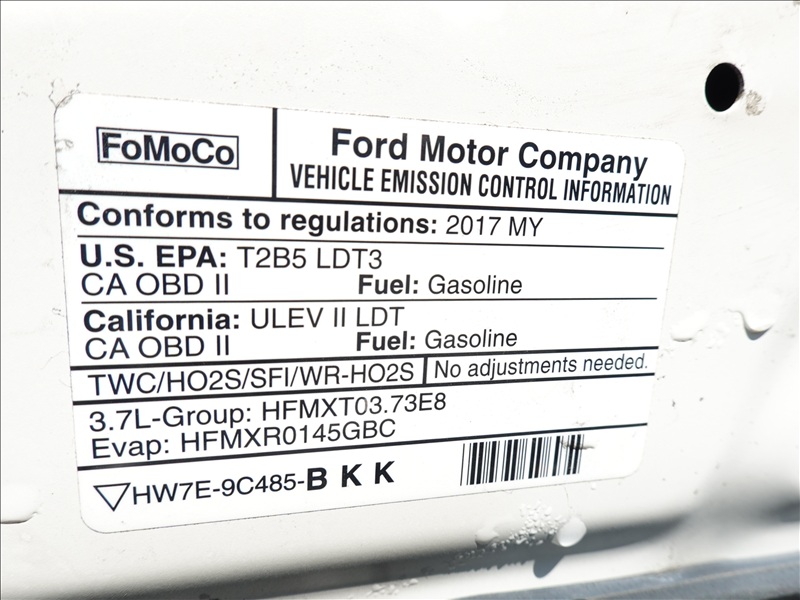 FoMoCo
Ford Motor Company
VEHICLE EMISSION CONTROL INFORMATION
Conforms to regulations: 2017 MY
U.S. EPA: T2B5 LDT3
CA OBD II Fuel: Gasoline
California: ULEV II LDT
CA OBD II Fuel: Gasoline
TWC/HO2S/SFI/WR-HO2S No adjustments needed.
3.7L-Group: HFMXT03.73E8
Evap: HFMXR0145GBC
HW7E-9C485-B K K